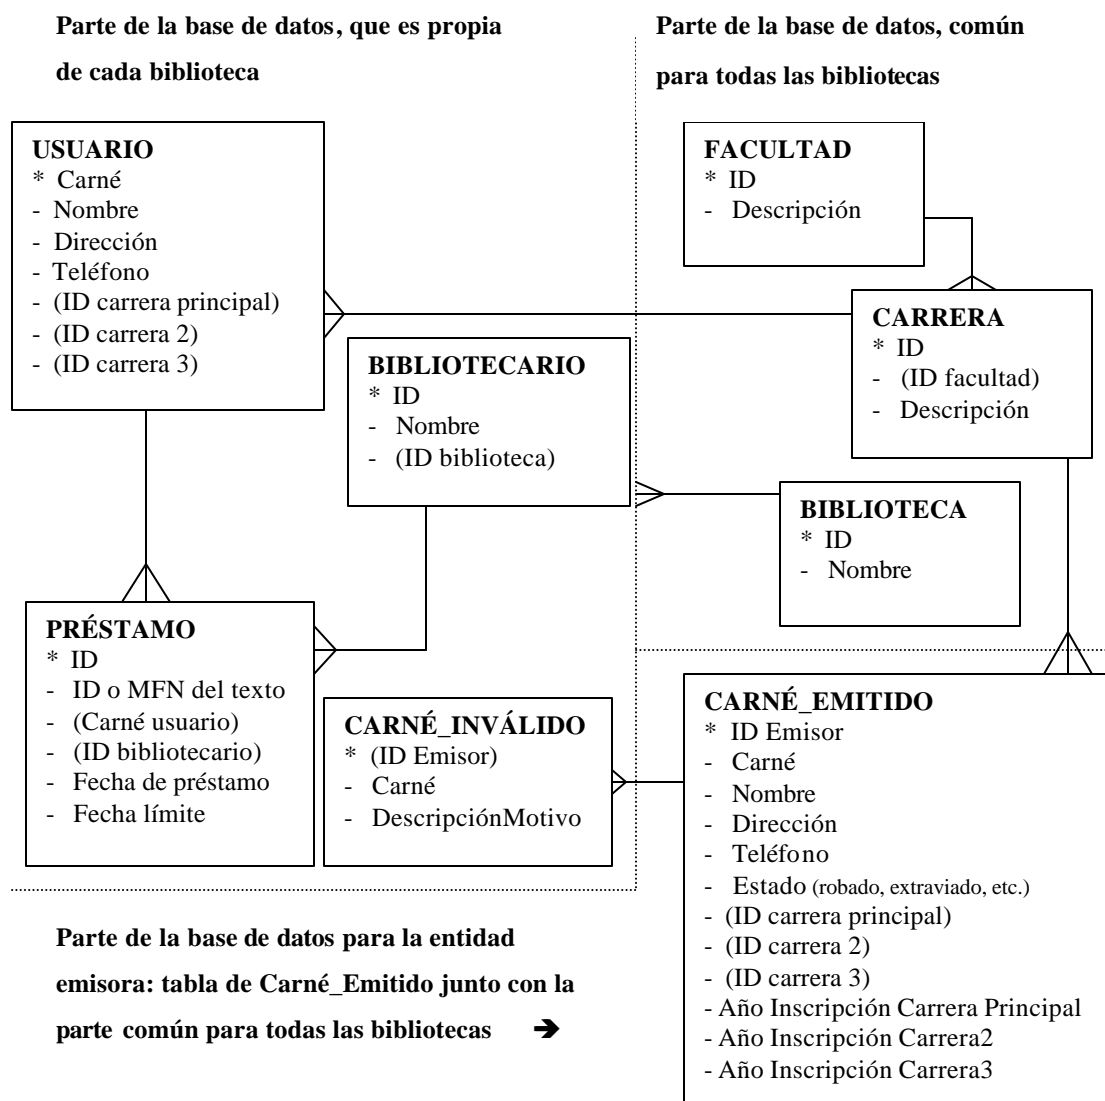 Parte de la base de datos, que es propia
de cada biblioteca
Parte de la base de datos, común
para todas las bibliotecas
USUARIO
* Carné
- Nombre
- Dirección
- Teléfono
- (ID carrera principal)
- (ID carrera 2)
- (ID carrera 3)
FACULTAD
* ID
- Descripción
CARRERA
* ID
- (ID facultad)
- Descripción
BIBLIOTECARIO
* ID
- Nombre
- (ID biblioteca)
BIBLIOTECA
* ID
- Nombre
PRÉSTAMO
* ID
- ID o MFN del texto
- (Carné usuario)
- (ID bibliotecario)
- Fecha de préstamo
- Fecha límite
CARNÉ_INVÁLIDO
* (ID Emisor)
- Carné
- DescripciónMotivo
CARNÉ_EMITIDO
* ID Emisor
- Carné
- Nombre
- Dirección
- Teléfono
- Estado (robado, extraviado, etc.)
- (ID carrera principal)
- (ID carrera 2)
- (ID carrera 3)
- Año Inscripción Carrera Principal
- Año Inscripción Carrera2
- Año Inscripción Carrera3
Parte de la base de datos para la entidad
emisora: tabla de Carné_Emitido junto con la
parte común para todas las bibliotecas ➔